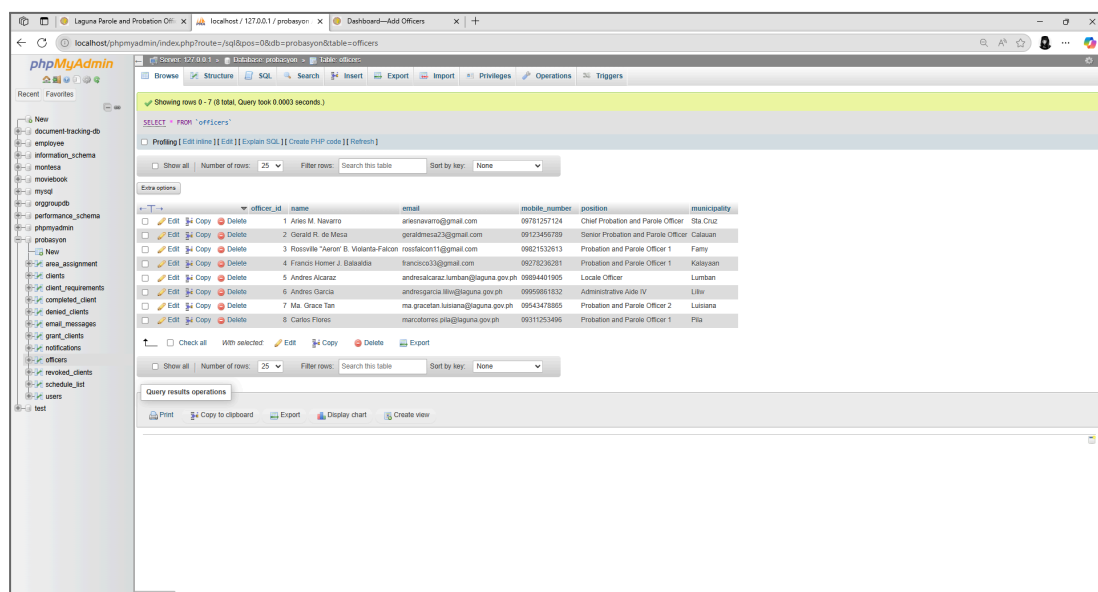 Laguna Parole and Probation Offi
localhost / 127.0.0.1 / probasyon
Dashboard—Add Officers
localhost/phpmyadmin/index.php?route=/sql&pos=0&db=probasyon&table=officers
phpMyAdmin
Recent Favorites
New
document-tracking-db
employee
information_schema
montesa
moviebook
mysql
orggroupdb
performance_schema
phpmyadmin
probasyon
New
area_assignment
clients
client_requirements
completed_client
denied_clients
email_messages
grant_clients
notifications
officers
revoked_clients
schedule_list
users
test
Server: 127.0.0.1 » Database: probasyon » Table: officers
Browse Structure SQL Search Insert Export Import Privileges Operations Triggers
Showing rows 0 - 7 (8 total, Query took 0.0003 seconds.)
SELECT * FROM `officers`
Profiling [ Edit inline ] [ Edit ] [ Explain SQL ] [ Create PHP code ] [ Refresh ]
Show all Number of rows: 25 Filter rows: Search this table Sort by key: None
Extra options
officer_id name email mobile_number position municipality
Edit Copy Delete 1 Aries M. Navarro ariesnavarro@gmail.com 09781257124 Chief Probation and Parole Officer Sta.Cruz
Edit Copy Delete 2 Gerald R. de Mesa geraldmesa23@gmail.com 09123456789 Senior Probation and Parole Officer Calauan
Edit Copy Delete 3 Rossville "Aeron' B. Violanta-Falcon rossfalcon11@gmail.com 09821532613 Probation and Parole Officer 1 Famy
Edit Copy Delete 4 Francis Homer J. Balaaldia francisco33@gmail.com 09278236281 Probation and Parole Officer 1 Kalayaan
Edit Copy Delete 5 Andres Alcaraz andresalcaraz.lumban@laguna.gov.ph 09894401905 Locale Officer Lumban
Edit Copy Delete 6 Andres Garcia andresgarcia.liliw@laguna.gov.ph 09959861832 Administrative Aide IV Liliw
Edit Copy Delete 7 Ma. Grace Tan ma.gracetan.luisiana@laguna.gov.ph 09543478865 Probation and Parole Officer 2 Luisiana
Edit Copy Delete 8 Carlos Flores marcotorres.pila@laguna.gov.ph 09311253496 Probation and Parole Officer 1 Pila
Check all With selected: Edit Copy Delete Export
Show all Number of rows: 25 Filter rows: Search this table Sort by key: None
Query results operations
Print Copy to clipboard Export Display chart Create view